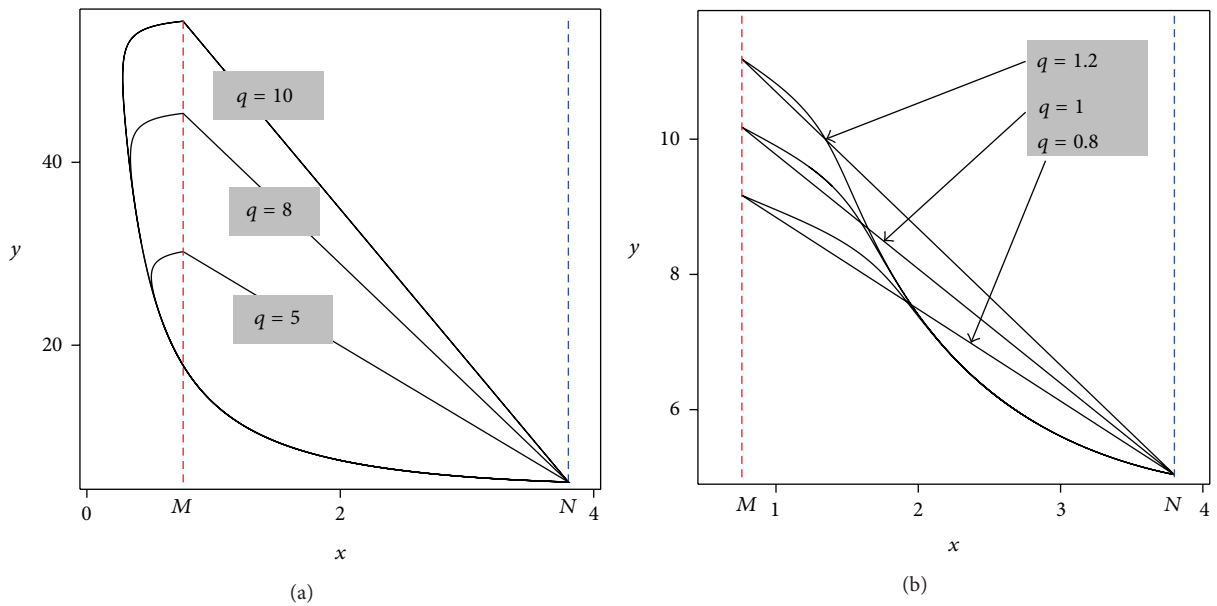 q = 10
q = 8
q = 5
40
20
y
0
M
2
N
4
x
(a)
q = 1.2
q = 1
q = 0.8
10
8
6
y
M
1
2
3
N
4
x
(b)